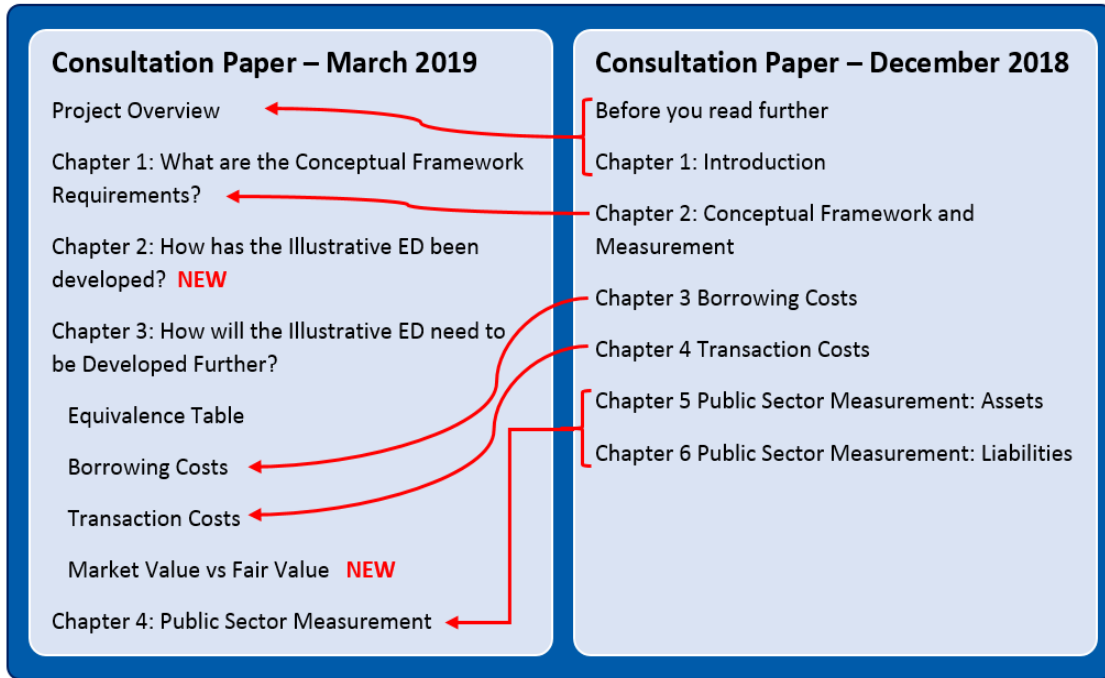 Consultation Paper – March 2019
Project Overview
Chapter 1: What are the Conceptual Framework
Requirements?
Chapter 2: How has the Illustrative ED been
developed? NEW
Chapter 3: How will the Illustrative ED need to
be Developed Further?
Equivalence Table
Borrowing Costs
Transaction Costs
Market Value vs Fair Value NEW
Chapter 4: Public Sector Measurement
Consultation Paper – December 2018
Before you read further
Chapter 1: Introduction
Chapter 2: Conceptual Framework and
Measurement
Chapter 3 Borrowing Costs
Chapter 4 Transaction Costs
Chapter 5 Public Sector Measurement: Assets
Chapter 6 Public Sector Measurement: Liabilities